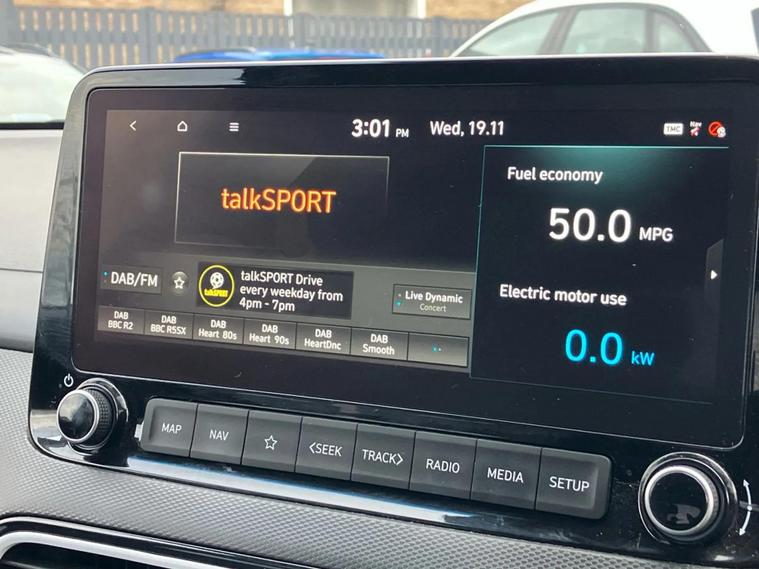 3:01 PM
Wed, 19.11
TMC
Nav
talkSPORT
Fuel economy
50.0 MPG
Electric motor use
0.0 kW
DAB/FM
talkSPORT
talkSPORT Drive
every weekday from
4pm - 7pm
Live Dynamic
Concert
DAB
BBC R2
DAB
BBC R5SX
DAB
Heart 80s
DAB
Heart 90s
DAB
HeartDnc
DAB
Smooth
MAP
NAV
<SEEK
TRACK>
RADIO
MEDIA
SETUP